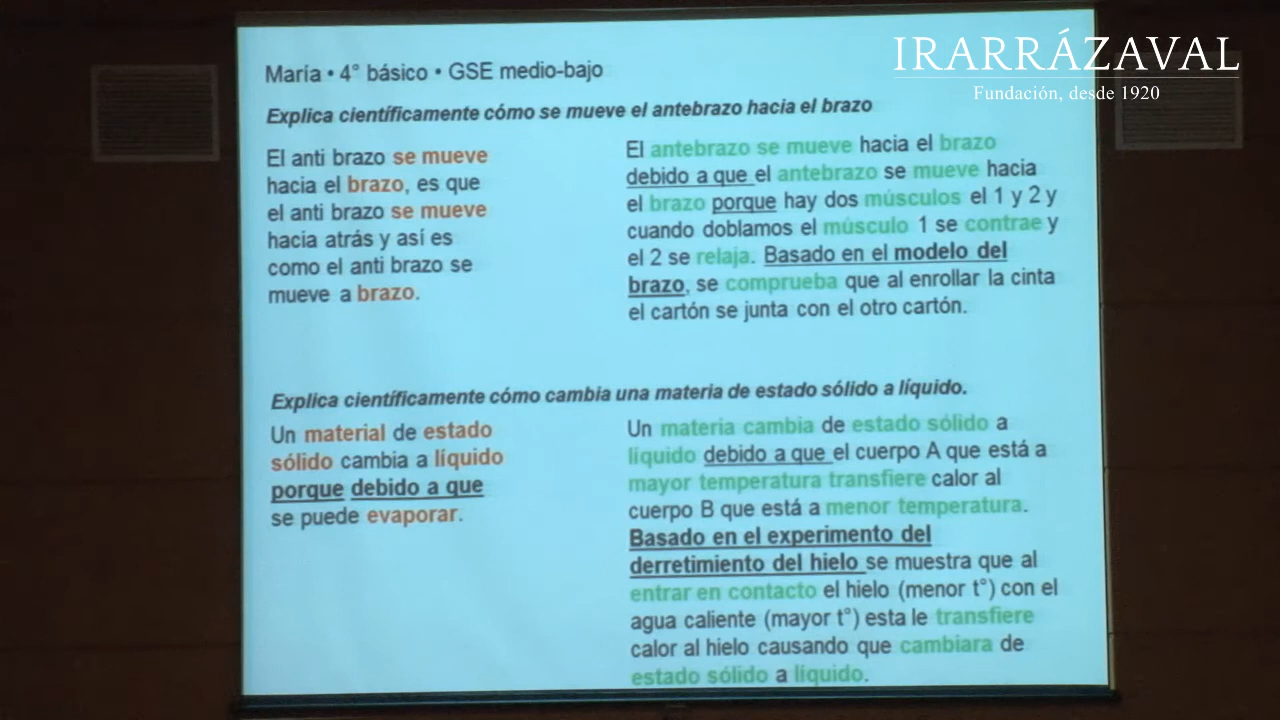 IRARRÁZAVAL
Fundación, desde 1920
María • 4° básico • GSE medio-bajo
Explica científicamente cómo se mueve el antebrazo hacia el brazo
El anti brazo se mueve
hacia el brazo, es que
el anti brazo se mueve
hacia atrás y así es
como el anti brazo se
mueve a brazo.
El antebrazo se mueve hacia el brazo
debido a que el antebrazo se mueve hacia
el brazo porque hay dos músculos el 1 y 2 y
cuando doblamos el músculo 1 se contrae y
el 2 se relaja. Basado en el modelo del
brazo, se comprueba que al enrollar la cinta
el cartón se junta con el otro cartón.
Explica científicamente cómo cambia una materia de estado sólido a líquido.
Un material de estado
sólido cambia a líquido
porque debido a que
se puede evaporar.
Un materia cambia de estado sólido a
líquido debido a que el cuerpo A que está a
mayor temperatura transfiere calor al
cuerpo B que está a menor temperatura.
Basado en el experimento del
derretimiento del hielo se muestra que al
entrar en contacto el hielo (menor t°) con el
agua caliente (mayor t°) esta le transfiere
calor al hielo causando que cambiara de
estado sólido a líquido.